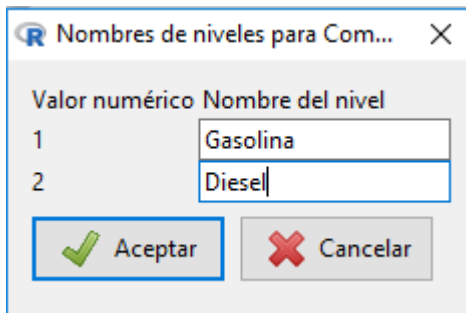 Nombres de niveles para Com...
Valor numérico Nombre del nivel
1 Gasolina
2 Diesel
Aceptar Cancelar